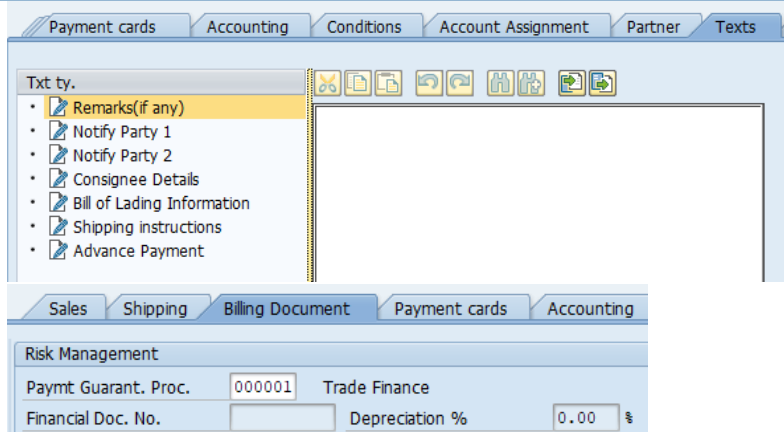 Payment cards Accounting Conditions Account Assignment Partner Texts
Txt ty.
Remarks(if any)
Notify Party 1
Notify Party 2
Consignee Details
Bill of Lading Information
Shipping instructions
Advance Payment
Sales Shipping Billing Document Payment cards Accounting
Risk Management
Paymt Guarant. Proc. 000001 Trade Finance
Financial Doc. No. Depreciation % 0.00 %